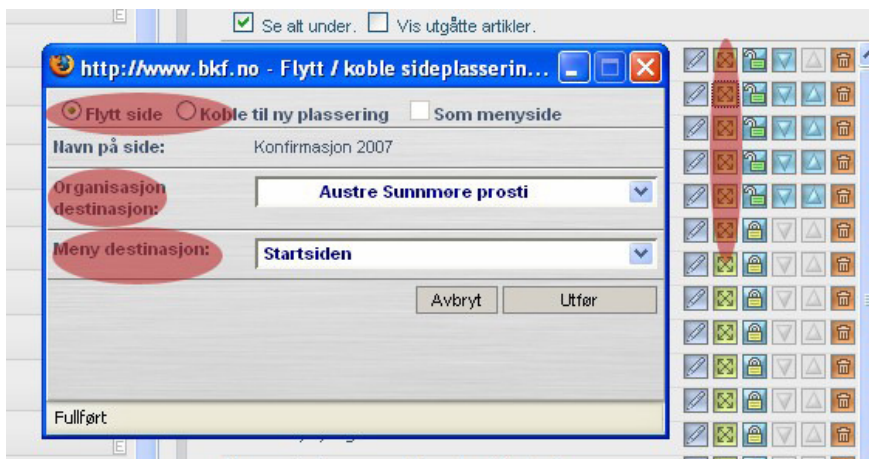 E
Se alt under. Vis utgåtte artikler.
http://www.bkf.no - Flytt / koble sideplasserin...
Flytt side Koble til ny plassering Som menyside
Navn på side: Konfirmasjon 2007
Organisasjon destinasjon: Austre Sunnmøre prosti
Meny destinasjon: Startsiden
Avbryt Utfør
Fullført
E